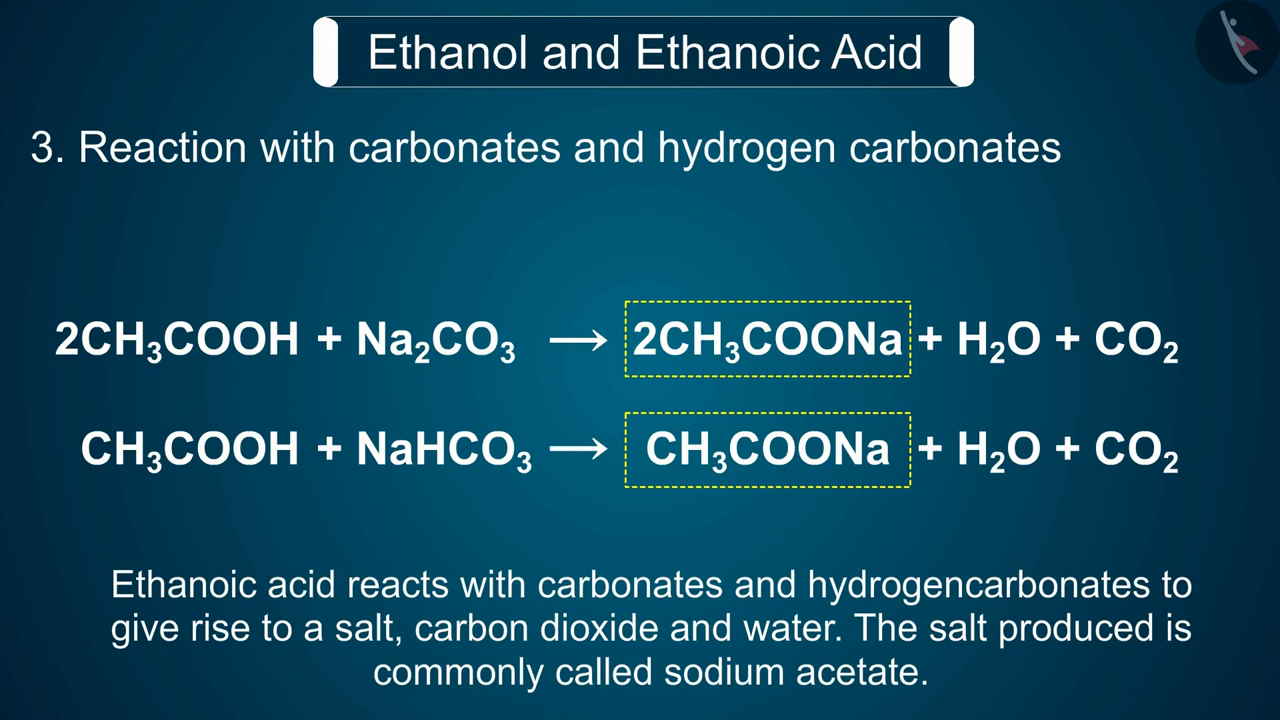 Ethanol and Ethanoic Acid
3. Reaction with carbonates and hydrogen carbonates
2CH₃COOH + Na₂CO₃ ⟶ 2CH₃COONa + H₂O + CO₂
CH₃COOH + NaHCO₃ ⟶ CH₃COONa + H₂O + CO₂
Ethanoic acid reacts with carbonates and hydrogencarbonates to
give rise to a salt, carbon dioxide and water. The salt produced is
commonly called sodium acetate.